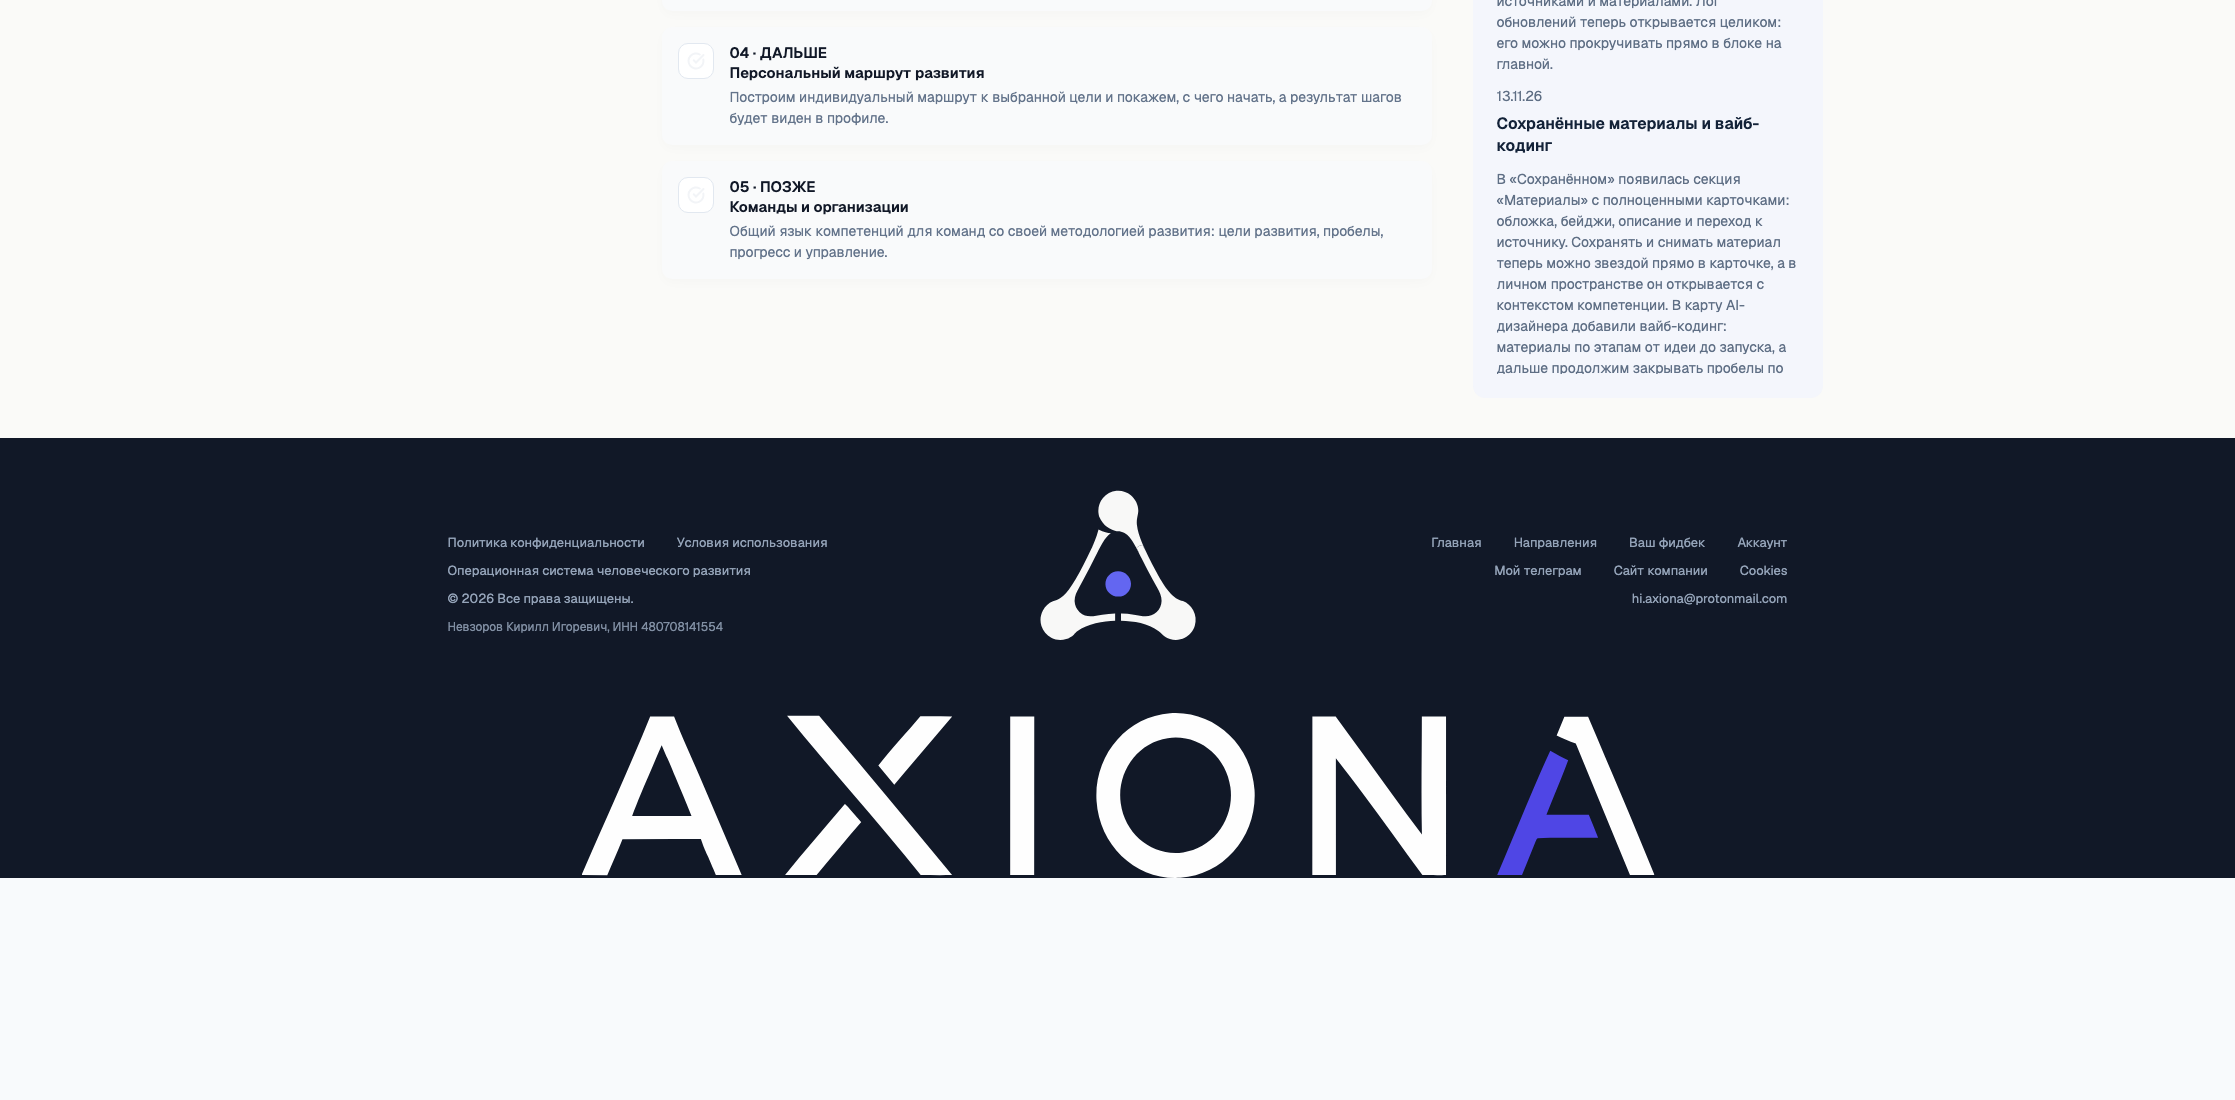 04 · ДАЛЬШЕ
Персональный маршрут развития
Построим индивидуальный маршрут к выбранной цели и покажем, с чего начать, а результат шагов
будет виден в профиле.
05 · ПОЗЖЕ
Команды и организации
Общий язык компетенций для команд со своей методологией развития: цели развития, пробелы,
прогресс и управление.
источниками и материалами. Лог
обновлений теперь открывается целиком:
его можно прокручивать прямо в блоке на
главной.
13.11.26
Сохранённые материалы и вайб-
кодинг
В «Сохранённом» появилась секция
«Материалы» с полноценными карточками:
обложка, бейджи, описание и переход к
источнику. Сохранять и снимать материал
теперь можно звездой прямо в карточке, а в
личном пространстве он открывается с
контекстом компетенции. В карту AI-
дизайнера добавили вайб-кодинг:
материалы по этапам от идеи до запуска, а
дальше продолжим закрывать пробелы по
Политика конфиденциальности Условия использования
Операционная система человеческого развития
© 2026 Все права защищены.
Невзоров Кирилл Игоревич, ИНН 480708141554
Главная Направления Ваш фидбек Аккаунт
Мой телеграм Сайт компании Cookies
hi.axiona@protonmail.com
AXIONA